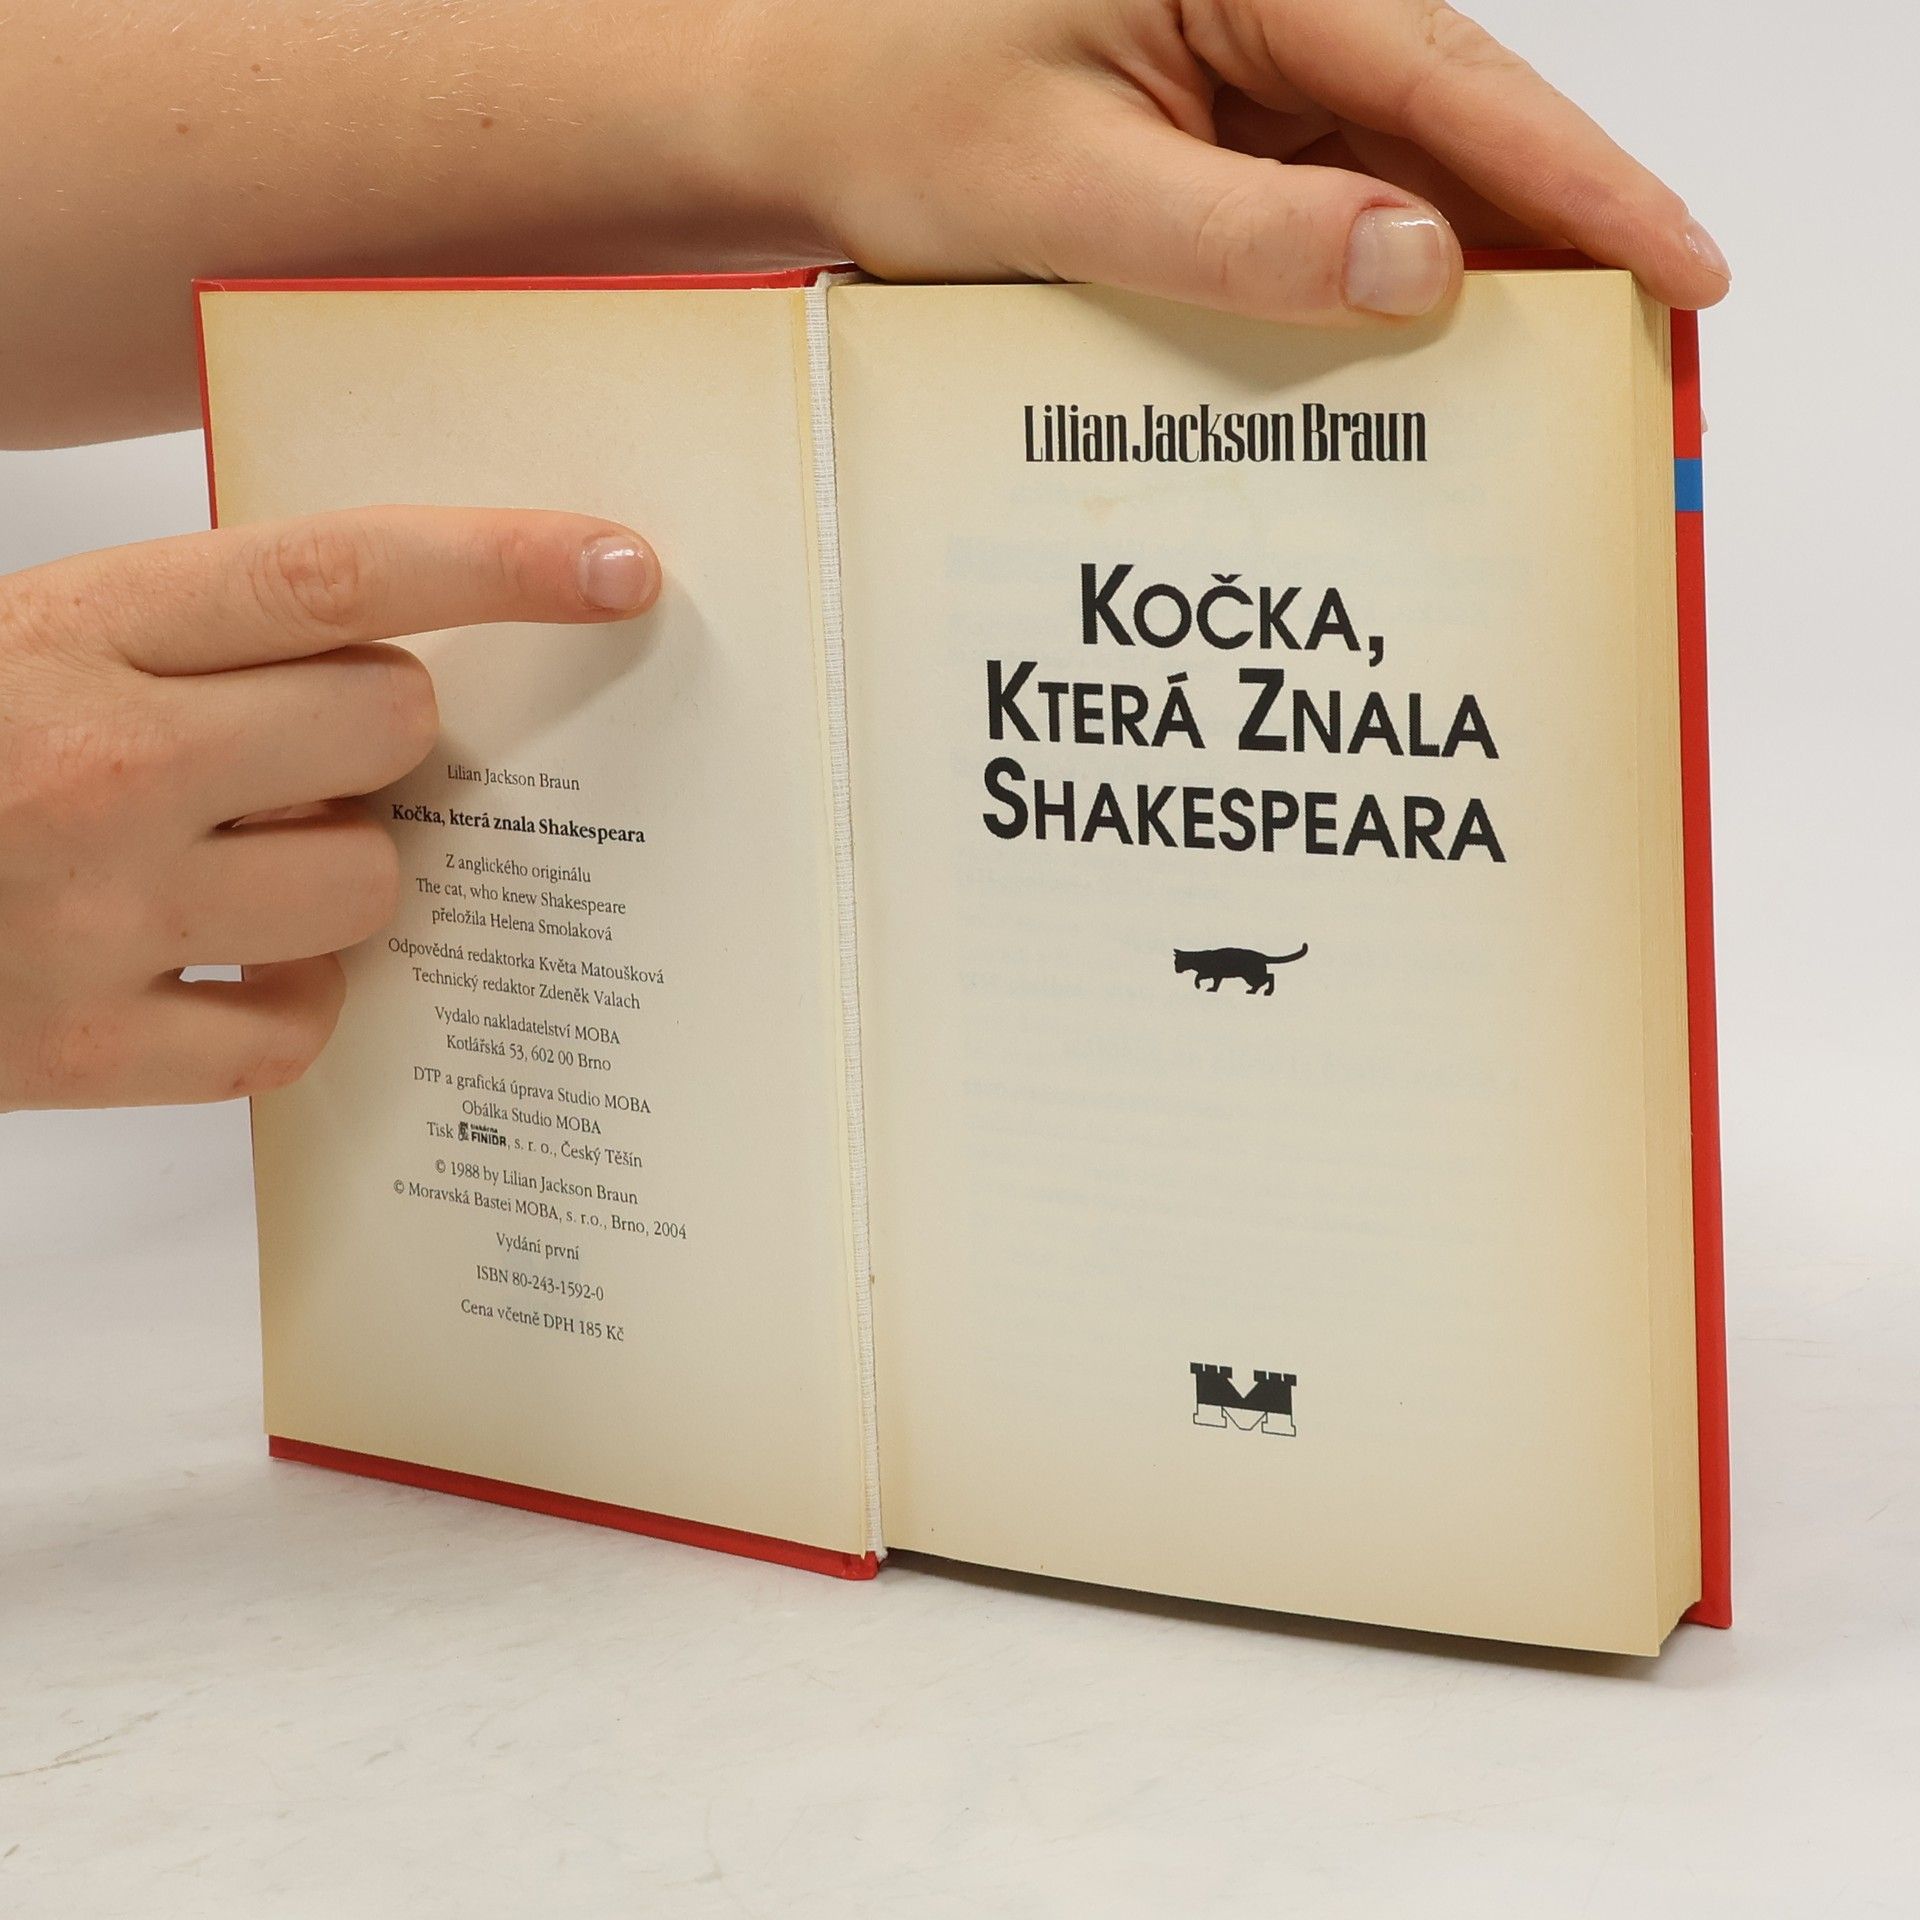 Lilian Jackson Braun
Kočka, která znala Shakespeara
Z anglického originálu
The cat, who knew Shakespeare
přeložila Helena Smolaková
Odpovědná redaktorka Květa Matoušková
Technický redaktor Zdeněk Valach
Vydalo nakladatelství MOBA
Kotlářská 53, 602 00 Brno
DTP a grafická úprava Studio MOBA
Obálka Studio MOBA
Tisk tiskárna FINIDR, s. r. o., Český Těšín
© 1988 by Lilian Jackson Braun
© Moravská Bastei MOBA, s. r.o., Brno, 2004
Vydání první
ISBN 80-243-1592-0
Cena včetně DPH 185 Kč
Lilian Jackson Braun
KOČKA,
KTERÁ ZNALA
SHAKESPEARA